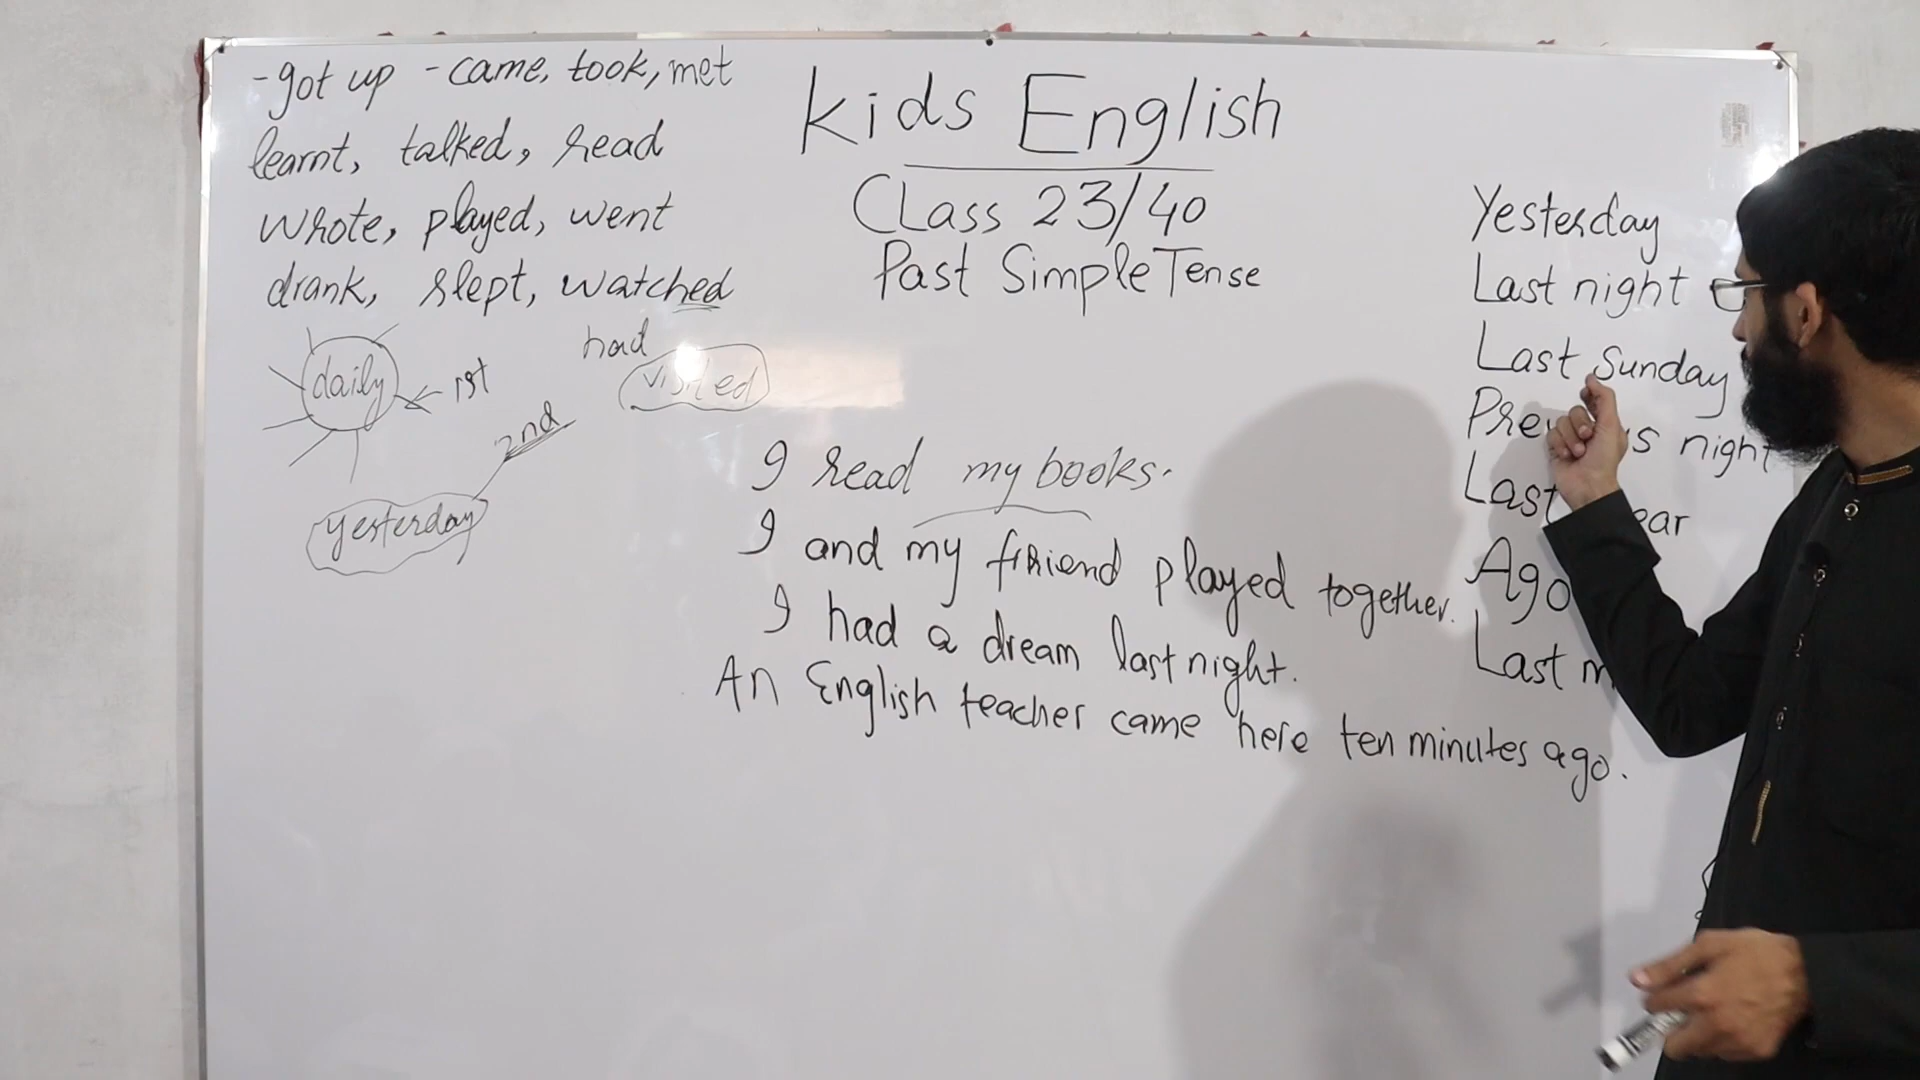 kids English
Class 23/40
Past Simple Tense
- got up - came, took, met
learnt, talked, read
wrote, played, went
drank, slept, watched
had
visited
daily
1st
2nd
yesterday
I read my books.
I and my friend played together.
I had a dream last night.
An English teacher came here ten minutes ago.
Yesterday
Last night
Last Sunday
night
Last
Ago
Last